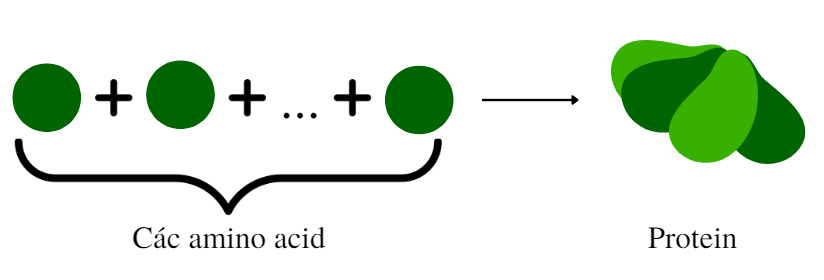 + + ... +
Các amino acid
Protein